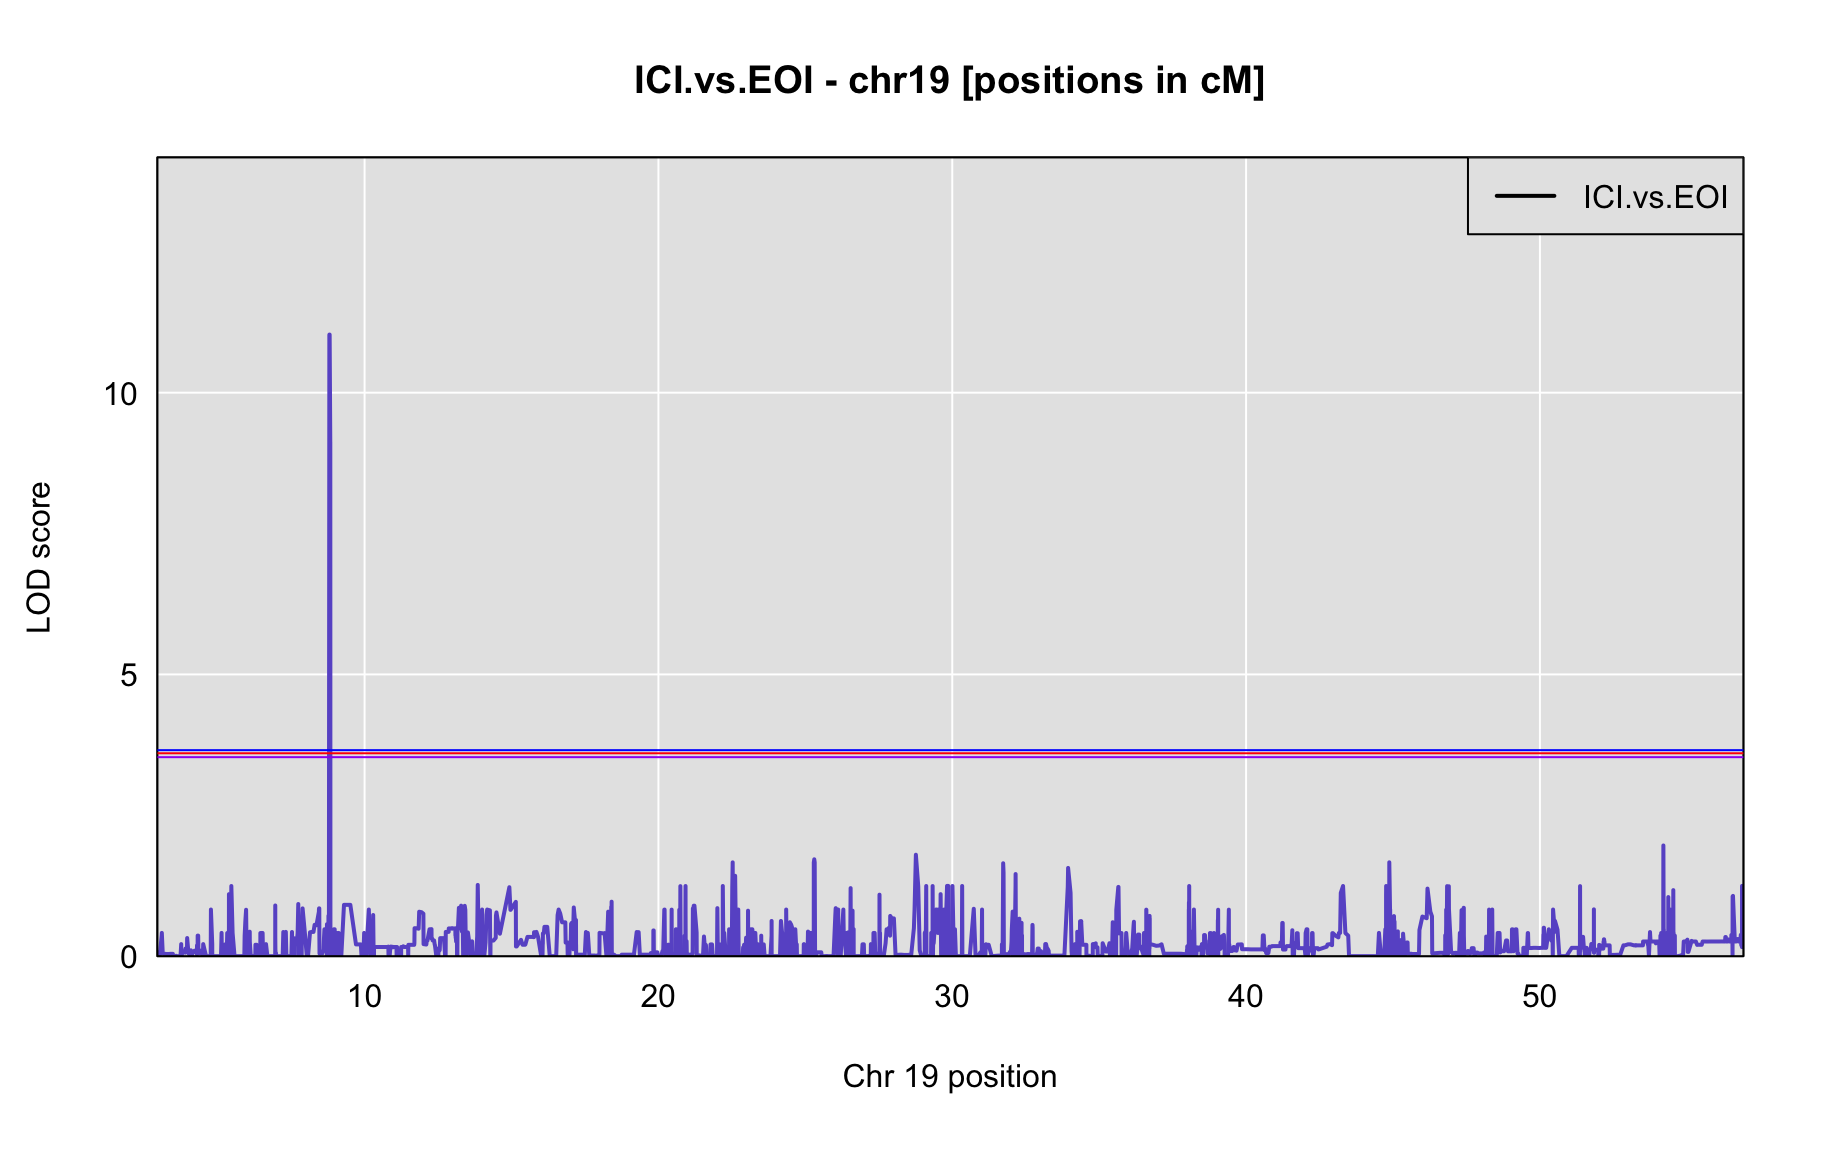 ICI.vs.EOI - chr19 [positions in cM]
ICI.vs.EOI
LOD score
10
5
0
10 20 30 40 50
Chr 19 position